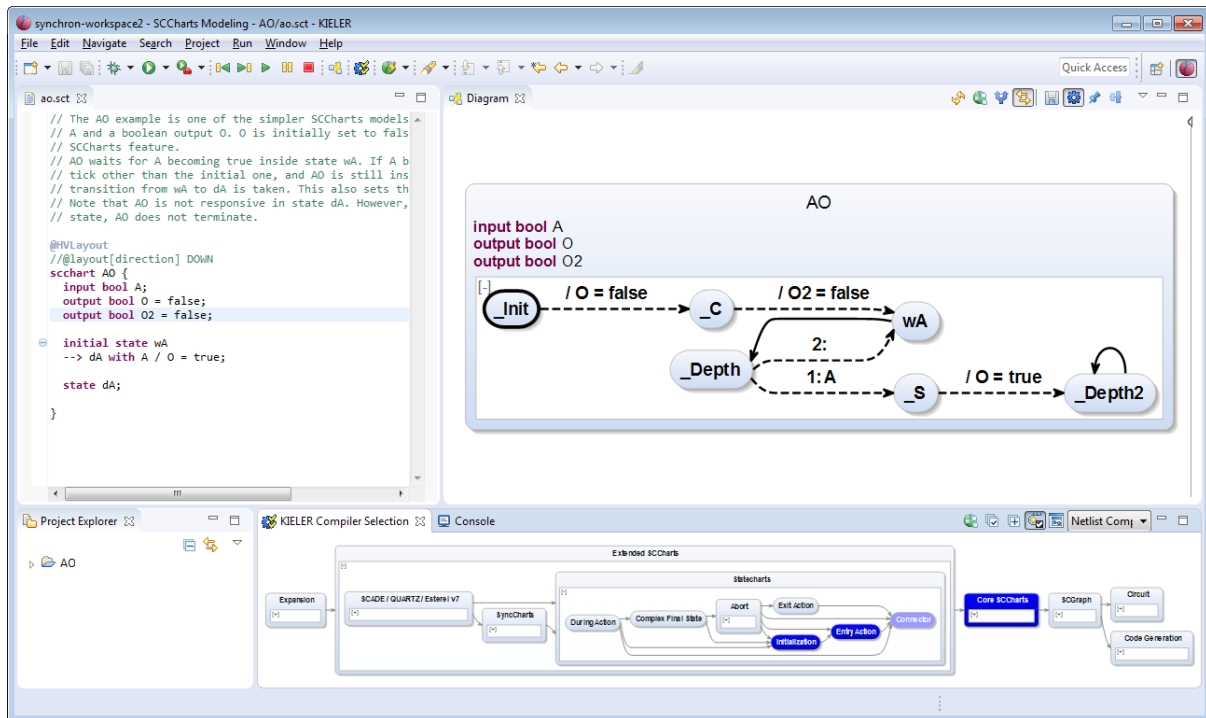 synchron-workspace2 - SCCharts Modeling - AO/ao.sct - KIELER
File Edit Navigate Search Project Run Window Help
Quick Access
ao.sct
// The AO example is one of the simpler SCCharts models
// A and a boolean output O. O is initially set to fals
// SCCharts feature.
// AO waits for A becoming true inside state wA. If A b
// tick other than the initial one, and AO is still ins
// transition from wA to dA is taken. This also sets th
// Note that AO is not responsive in state dA. However,
// state, AO does not terminate.
@HVLayout
//@layout[direction] DOWN
scchart AO {
input bool A;
output bool O = false;
output bool O2 = false;
initial state wA
--> dA with A / O = true;
state dA;
}
Diagram
AO
input bool A
output bool O
output bool O2
[-]
_Init
/ O = false
_C
/ O2 = false
wA
2:
_Depth
1: A
_S
/ O = true
_Depth2
Project Explorer
AO
KIELER Compiler Selection
Console
Netlist Comp
Extended SCCharts
[-]
Statecharts
[-]
Expansion
[+]
SCADE / QUARTZ / Esterel v7
[+]
SyncCharts
[+]
During Action
Complex Final State
Abort
[+]
Exit Action
Initialization
Entry Action
Connector
Core SCCharts
SCGraph
[+]
Circuit
[+]
Code Generation
[+]